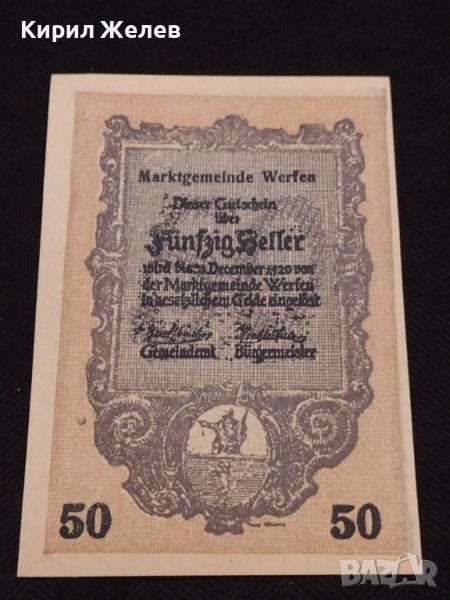 Кирил Желев
Marktgemeinde Werfen
Dieser Gutschein
über
Fünfzig Heller
wird bis 31. December 1920 von
der Marktgemeinde Werfen
in gesetzlichem Gelde eingelöst
Gemeinderat Bürgermeister
50 50
BAZAR